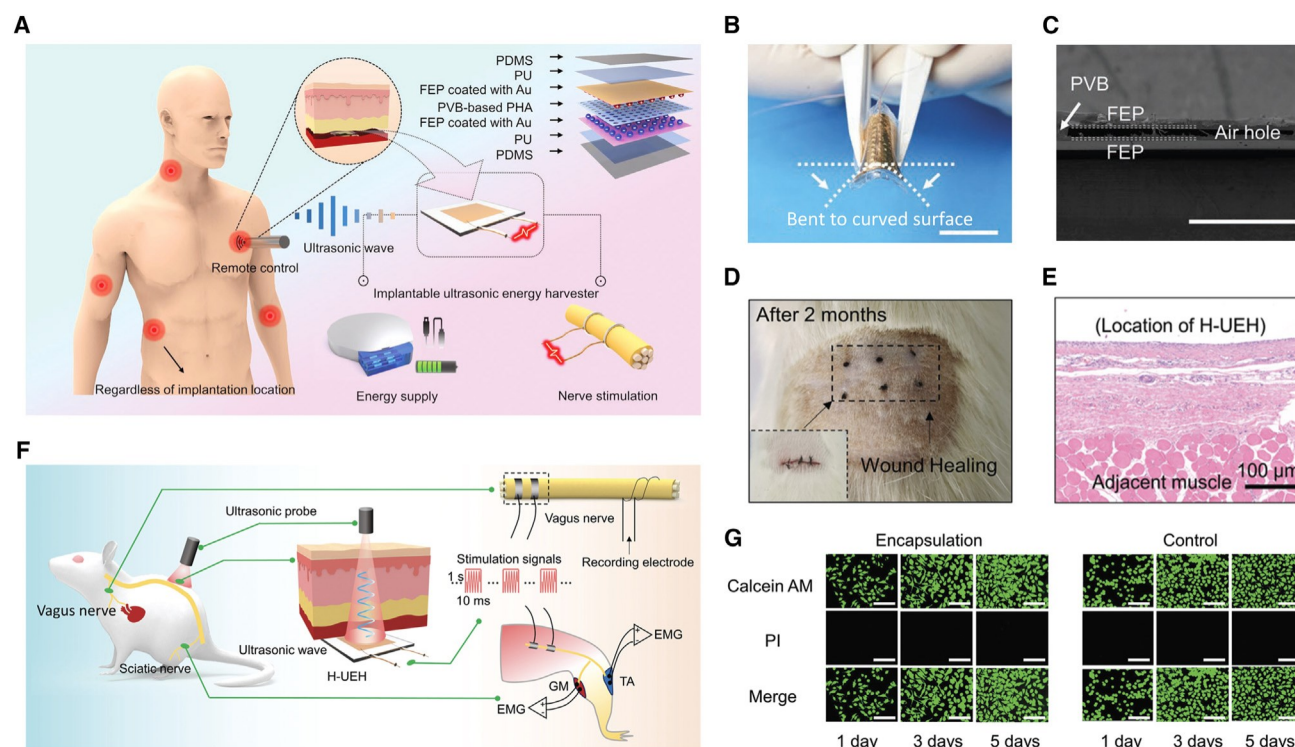 A
PDMS
PU
FEP coated with Au
PVB-based PHA
FEP coated with Au
PU
PDMS
Ultrasonic wave
Remote control
Implantable ultrasonic energy harvester
Regardless of implantation location
Energy supply
Nerve stimulation
B
Bent to curved surface
C
PVB
FEP
Air hole
FEP
D
After 2 months
Wound Healing
E
(Location of H-UEH)
Adjacent muscle
100 μm
F
Ultrasonic probe
Vagus nerve
Stimulation signals
Recording electrode
1 s
10 ms
Vagus nerve
Sciatic nerve
Ultrasonic wave
H-UEH
EMG
GM
TA
EMG
G
Encapsulation
Control
Calcein AM
PI
Merge
1 day
3 days
5 days
1 day
3 days
5 days